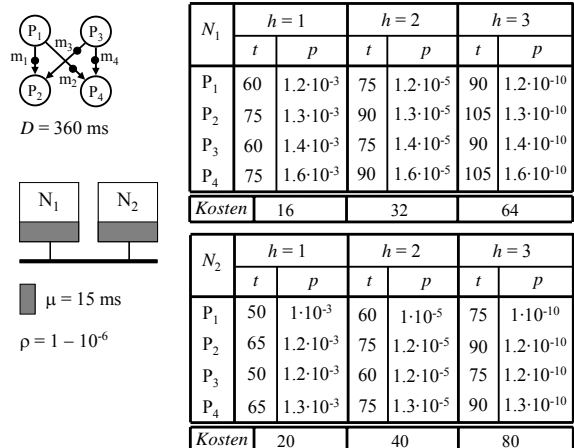 P1 P3
m1 m3 m4
m2
P2 P4
D = 360 ms
N1 N2
μ = 15 ms
ρ = 1 – 10-6
N1 h = 1 h = 2 h = 3
t p t p t p
P1 60 1.2·10-3 75 1.2·10-5 90 1.2·10-10
P2 75 1.3·10-3 90 1.3·10-5 105 1.3·10-10
P3 60 1.4·10-3 75 1.4·10-5 90 1.4·10-10
P4 75 1.6·10-3 90 1.6·10-5 105 1.6·10-10
Kosten 16 32 64
N2 h = 1 h = 2 h = 3
t p t p t p
P1 50 1·10-3 60 1·10-5 75 1·10-10
P2 65 1.2·10-3 75 1.2·10-5 90 1.2·10-10
P3 50 1.2·10-3 60 1.2·10-5 75 1.2·10-10
P4 65 1.3·10-3 75 1.3·10-5 90 1.3·10-10
Kosten 20 40 80